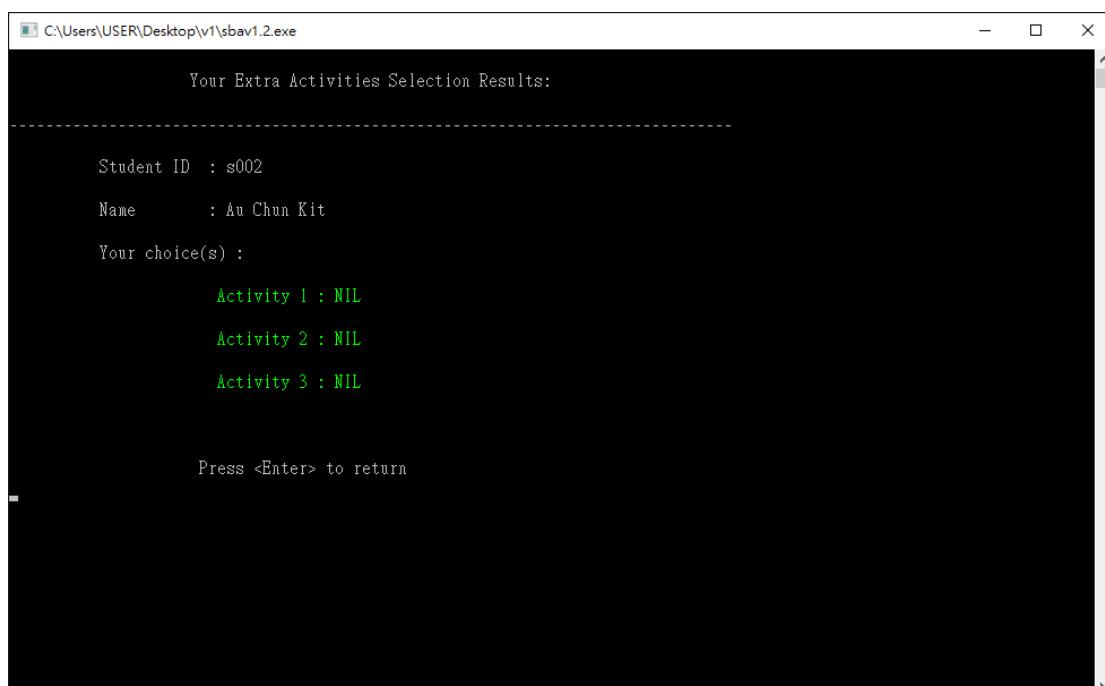 C:\Users\USER\Desktop\v1\sbav1.2.exe
Your Extra Activities Selection Results:
--------------------------------------------------------------------------------
Student ID : s002
Name : Au Chun Kit
Your choice(s) :
Activity 1 : NIL
Activity 2 : NIL
Activity 3 : NIL
Press <Enter> to return